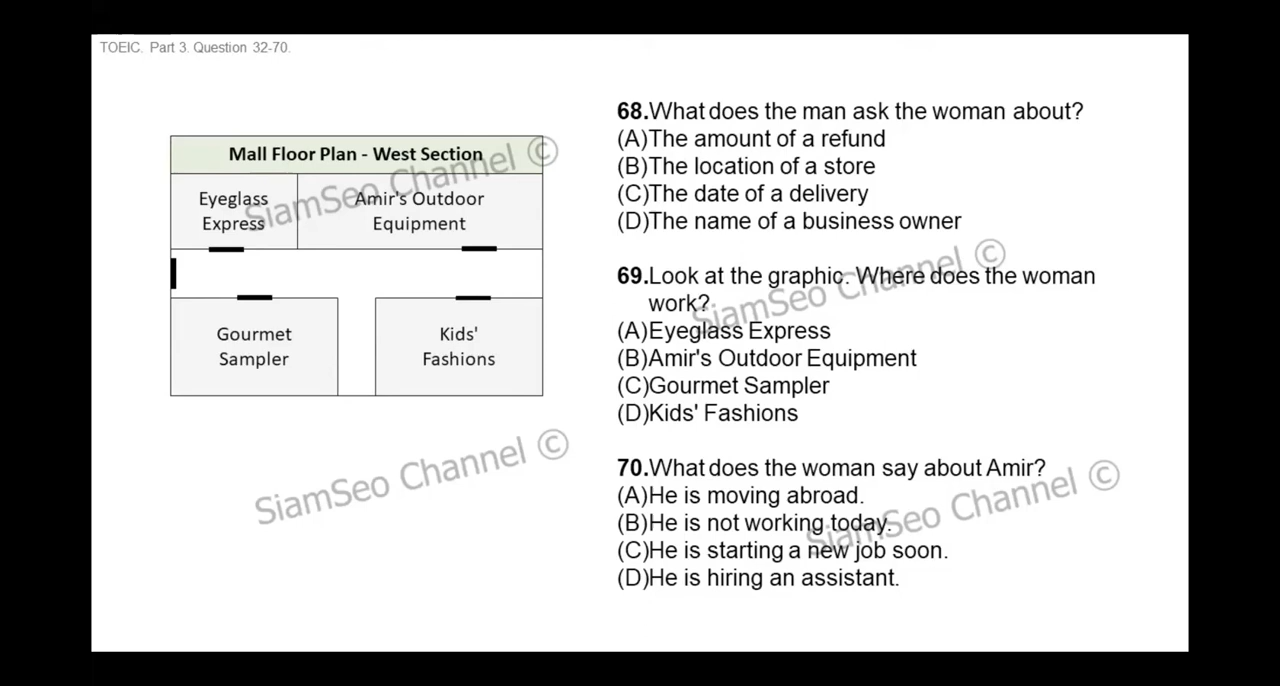 TOEIC. Part 3. Question 32-70.
Mall Floor Plan - West Section
Eyeglass
Express
Amir's Outdoor
Equipment
Gourmet
Sampler
Kids'
Fashions
68.What does the man ask the woman about?
(A)The amount of a refund
(B)The location of a store
(C)The date of a delivery
(D)The name of a business owner
69.Look at the graphic. Where does the woman
work?
(A)Eyeglass Express
(B)Amir's Outdoor Equipment
(C)Gourmet Sampler
(D)Kids' Fashions
70.What does the woman say about Amir?
(A)He is moving abroad.
(B)He is not working today.
(C)He is starting a new job soon.
(D)He is hiring an assistant.
SiamSeo Channel ©
SiamSeo Channel ©
SiamSeo Channel ©
SiamSeo Channel ©